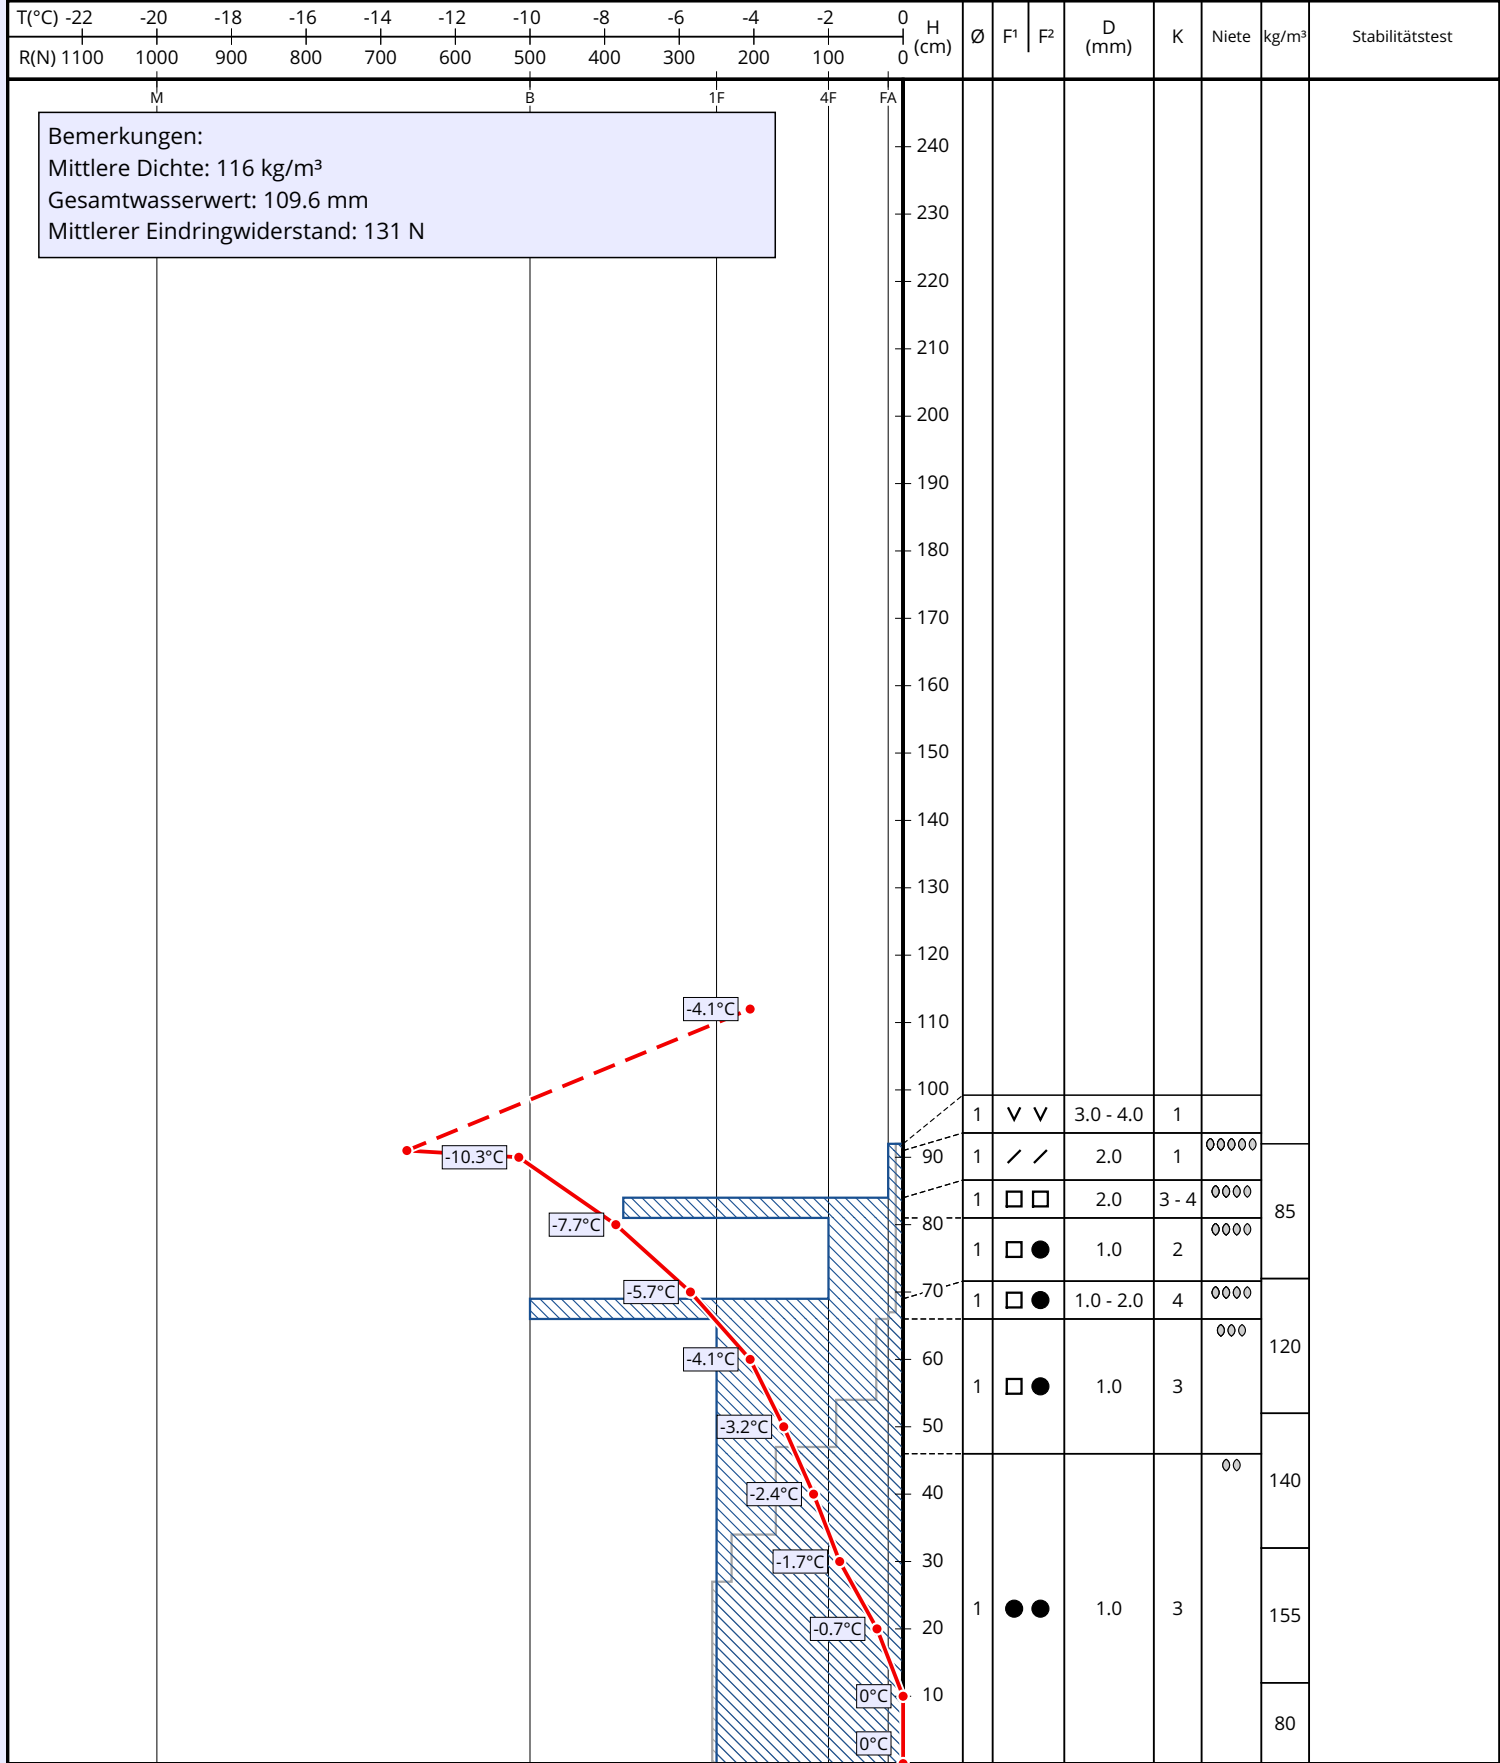 T(°C) -22 -20 -18 -16 -14 -12 -10 -8 -6 -4 -2 0
R(N) 1100 1000 900 800 700 600 500 400 300 200 100 0
H (cm) Ø F¹ F² D (mm) K Niete kg/m³ Stabilitätstest
M B 1F 4F FA
Bemerkungen:
Mittlere Dichte: 116 kg/m³
Gesamtwasserwert: 109.6 mm
Mittlerer Eindringwiderstand: 131 N
240
230
220
210
200
190
180
170
160
150
140
130
120
-4.1°C
110
100
1 3.0 - 4.0 1
-10.3°C 90 1 2.0 1
1 2.0 3 - 4
85
-7.7°C 80
1 1.0 2
-5.7°C 70
1 1.0 - 2.0 4
120
-4.1°C 60
1 1.0 3
-3.2°C 50
140
-2.4°C 40
-1.7°C 30
1 1.0 3
155
-0.7°C 20
0°C 10
80
0°C